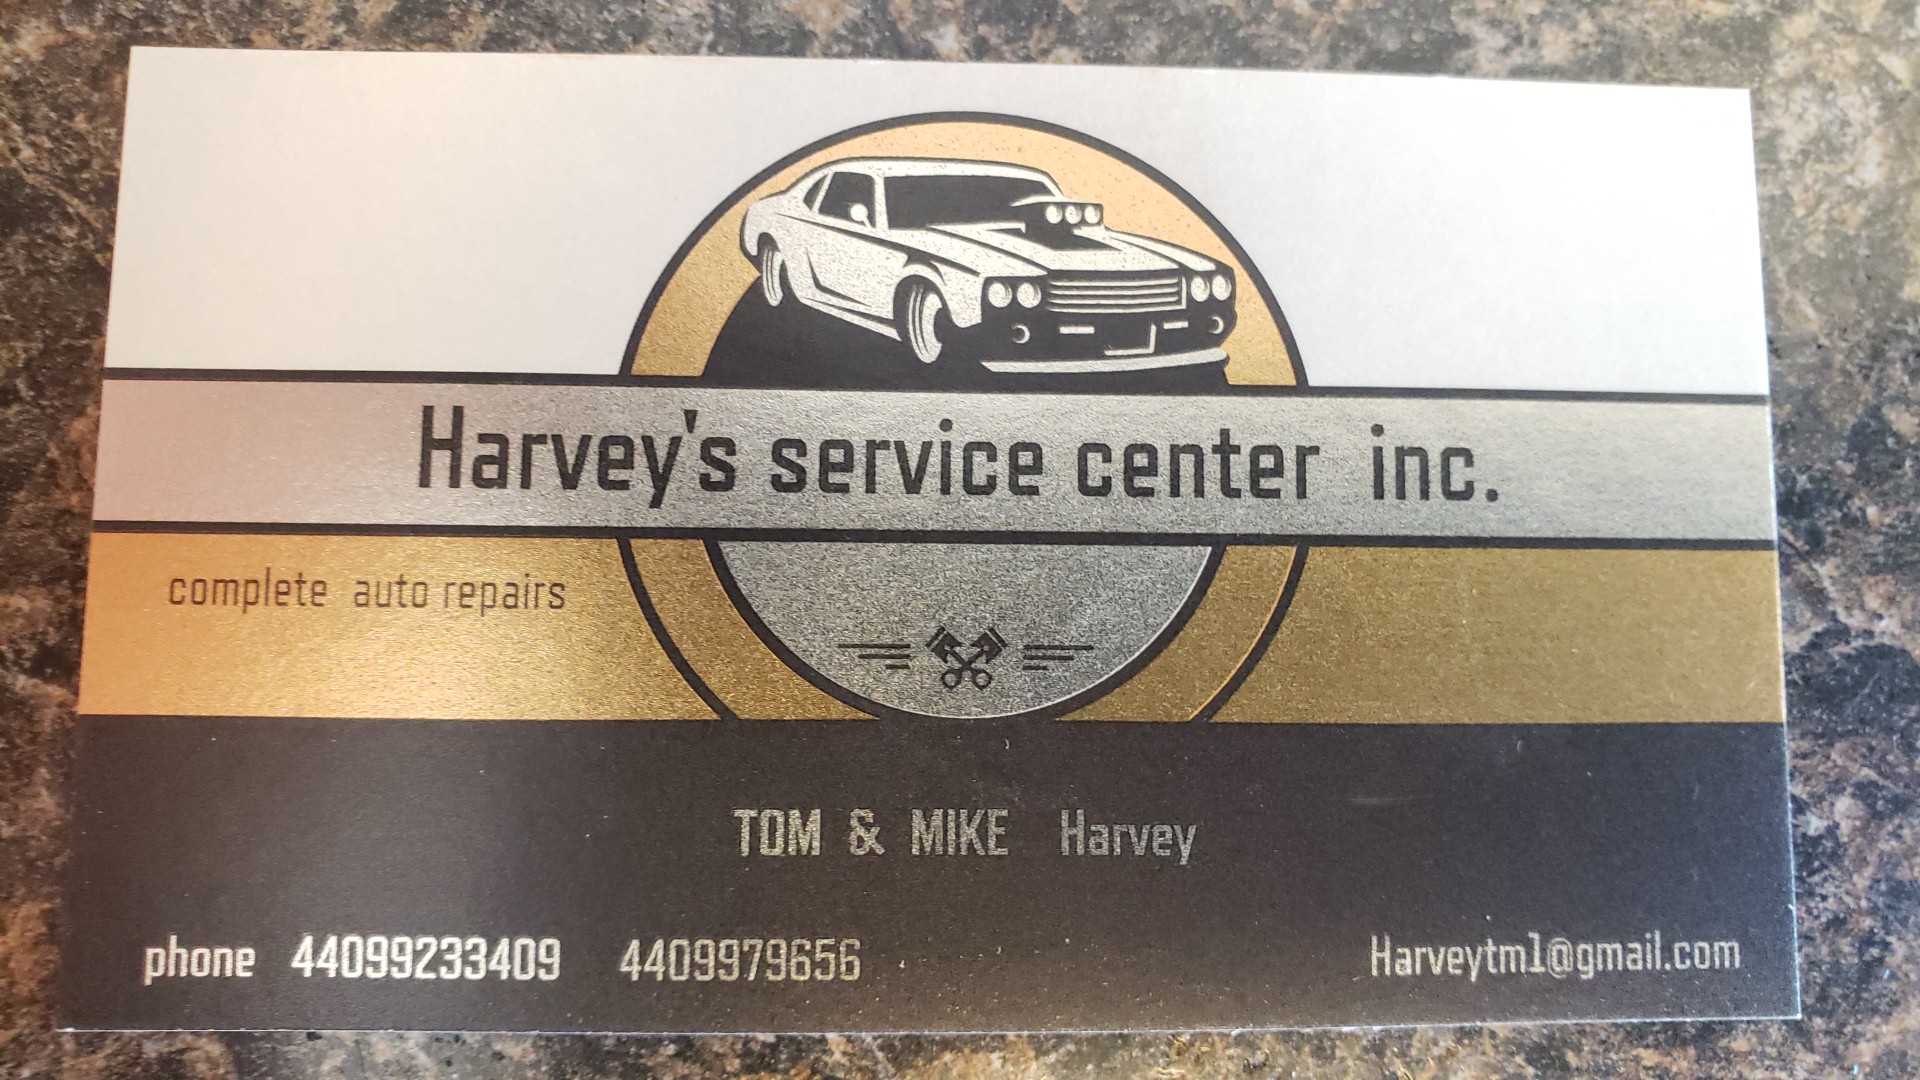 Harvey's service center inc.
complete auto repairs
TOM & MIKE Harvey
phone 44099233409 4409979656
Harveytm1@gmail.com